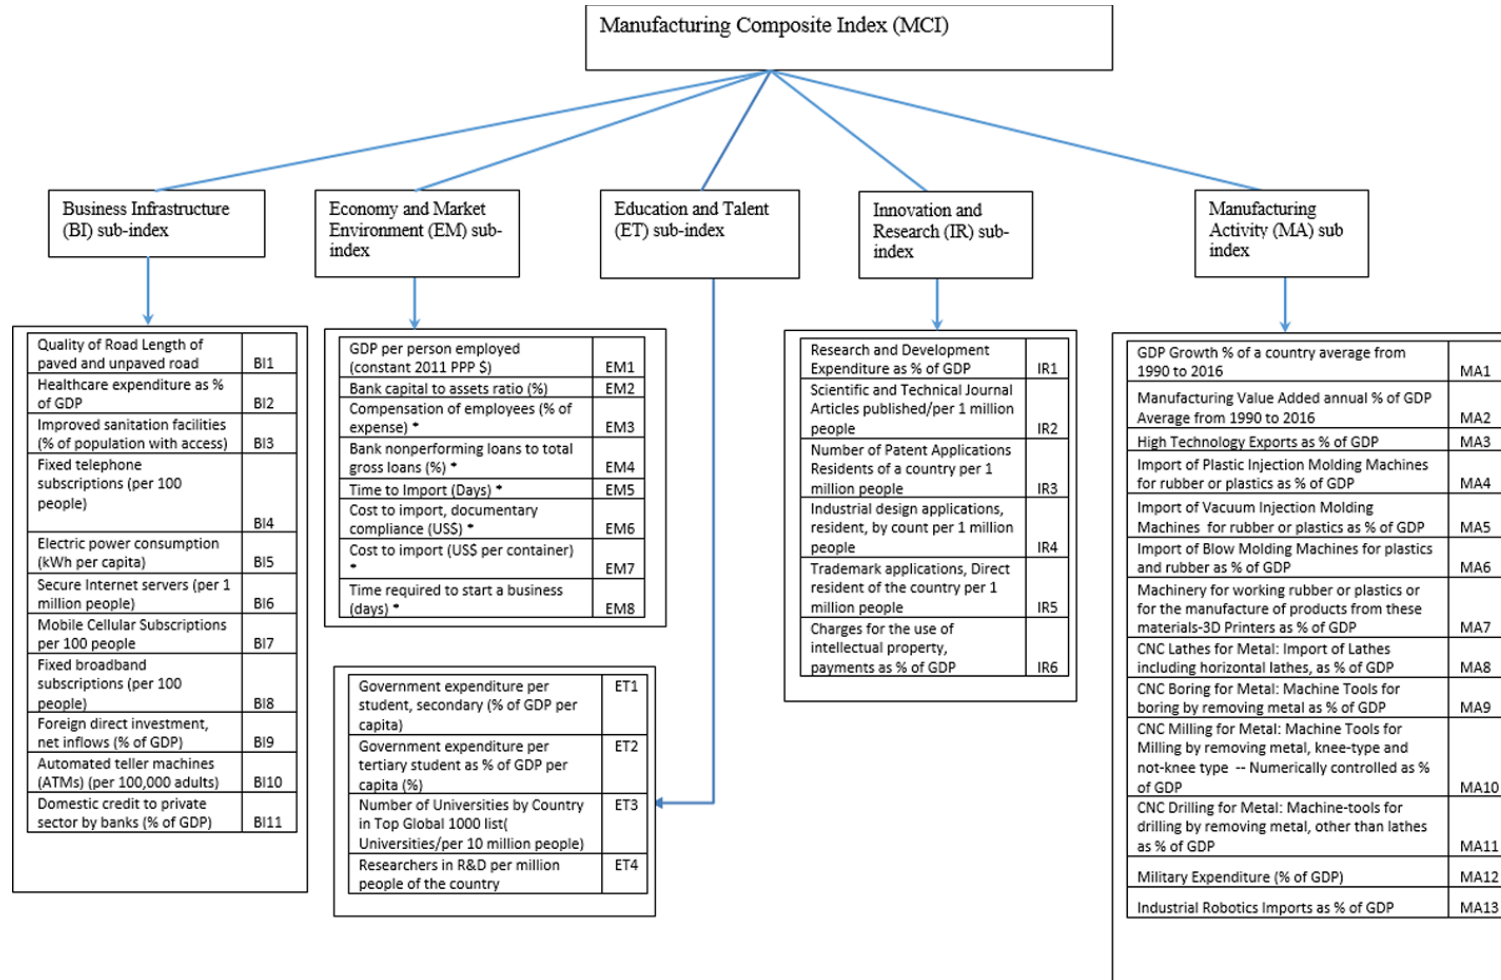 Manufacturing Composite Index (MCI)
Business Infrastructure
(BI) sub-index
Economy and Market
Environment (EM) sub-
index
Education and Talent
(ET) sub-index
Innovation and
Research (IR) sub-
index
Manufacturing
Activity (MA) sub
index
Quality of Road Length of
paved and unpaved road BI1
Healthcare expenditure as %
of GDP BI2
Improved sanitation facilities
(% of population with access) BI3
Fixed telephone
subscriptions (per 100
people)
BI4
Electric power consumption
(kWh per capita) BI5
Secure Internet servers (per 1
million people) BI6
Mobile Cellular Subscriptions
per 100 people BI7
Fixed broadband
subscriptions (per 100
people) BI8
Foreign direct investment,
net inflows (% of GDP) BI9
Automated teller machines
(ATMs) (per 100,000 adults) BI10
Domestic credit to private
sector by banks (% of GDP) BI11
GDP per person employed
(constant 2011 PPP $) EM1
Bank capital to assets ratio (%) EM2
Compensation of employees (% of
expense) * EM3
Bank nonperforming loans to total
gross loans (%) * EM4
Time to Import (Days) * EM5
Cost to import, documentary
compliance (US$) * EM6
Cost to import (US$ per container)
* EM7
Time required to start a business
(days) * EM8
Government expenditure per ET1
student, secondary (% of GDP per
capita)
Government expenditure per ET2
tertiary student as % of GDP per
capita (%)
Number of Universities by Country ET3
in Top Global 1000 list(
Universities/per 10 million people)
Researchers in R&D per million ET4
people of the country
Research and Development
Expenditure as % of GDP IR1
Scientific and Technical Journal
Articles published/per 1 million
people IR2
Number of Patent Applications
Residents of a country per 1
million people IR3
Industrial design applications,
resident, by count per 1 million
people IR4
Trademark applications, Direct
resident of the country per 1
million people IR5
Charges for the use of
intellectual property,
payments as % of GDP IR6
GDP Growth % of a country average from
1990 to 2016 MA1
Manufacturing Value Added annual % of GDP
Average from 1990 to 2016 MA2
High Technology Exports as % of GDP MA3
Import of Plastic Injection Molding Machines
for rubber or plastics as % of GDP MA4
Import of Vacuum Injection Molding
Machines for rubber or plastics as % of GDP MA5
Import of Blow Molding Machines for plastics
and rubber as % of GDP MA6
Machinery for working rubber or plastics or
for the manufacture of products from these
materials-3D Printers as % of GDP MA7
CNC Lathes for Metal: Import of Lathes
including horizontal lathes, as % of GDP MA8
CNC Boring for Metal: Machine Tools for
boring by removing metal as % of GDP MA9
CNC Milling for Metal: Machine Tools for
Milling by removing metal, knee-type and
not-knee type -- Numerically controlled as %
of GDP MA10
CNC Drilling for Metal: Machine-tools for
drilling by removing metal, other than lathes
as % of GDP MA11
Military Expenditure (% of GDP) MA12
Industrial Robotics Imports as % of GDP MA13